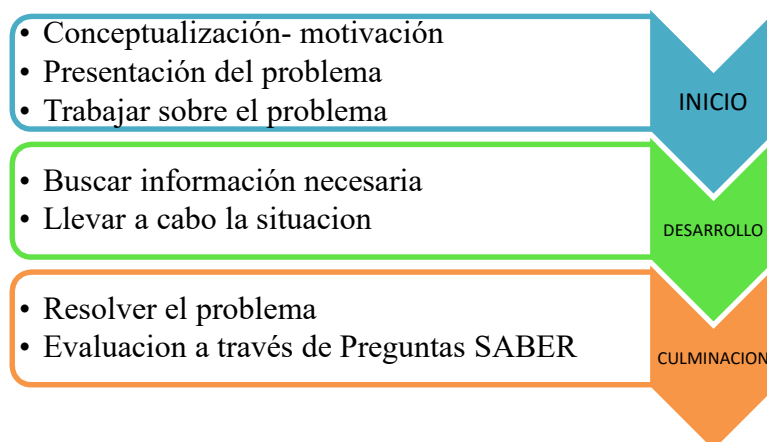 • Conceptualización- motivación
• Presentación del problema
• Trabajar sobre el problema
INICIO
• Buscar información necesaria
• Llevar a cabo la situacion
DESARROLLO
• Resolver el problema
• Evaluacion a través de Preguntas SABER
CULMINACION